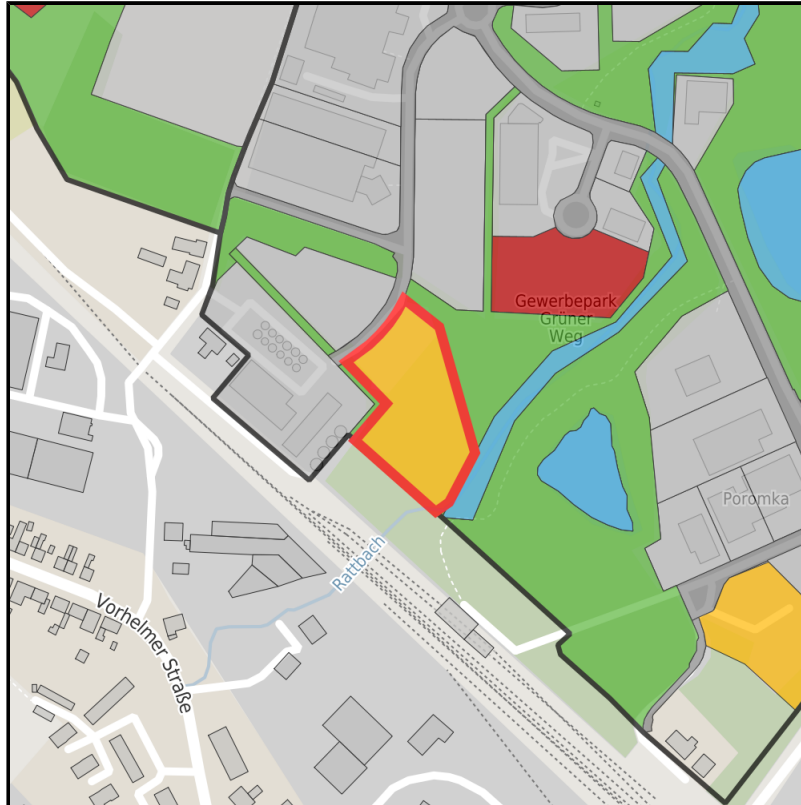 Gewerbepark
Grüner
Weg
Poromka
Rattbach
Vorhelmer Straße